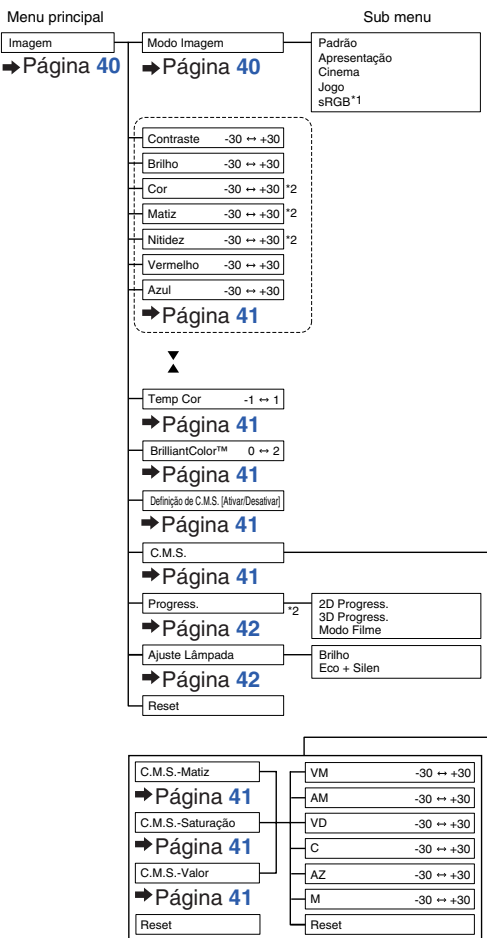 Menu principal
Sub menu
Imagem
➡Página 40
Modo Imagem
➡Página 40
Padrão
Apresentação
Cinema
Jogo
sRGB*1
Contraste -30 ↔ +30
Brilho -30 ↔ +30
Cor -30 ↔ +30 *2
Matiz -30 ↔ +30 *2
Nitidez -30 ↔ +30 *2
Vermelho -30 ↔ +30
Azul -30 ↔ +30
➡Página 41
Temp Cor -1 ↔ 1
➡Página 41
BrilliantColor™ 0 ↔ 2
➡Página 41
Definição de C.M.S. [Ativar/Desativar]
➡Página 41
C.M.S.
➡Página 41
Progress. *2
➡Página 42
2D Progress.
3D Progress.
Modo Filme
Ajuste Lâmpada
➡Página 42
Brilho
Eco + Silen
Reset
C.M.S.-Matiz
➡Página 41
C.M.S.-Saturação
➡Página 41
C.M.S.-Valor
➡Página 41
Reset
VM -30 ↔ +30
AM -30 ↔ +30
VD -30 ↔ +30
C -30 ↔ +30
AZ -30 ↔ +30
M -30 ↔ +30
Reset